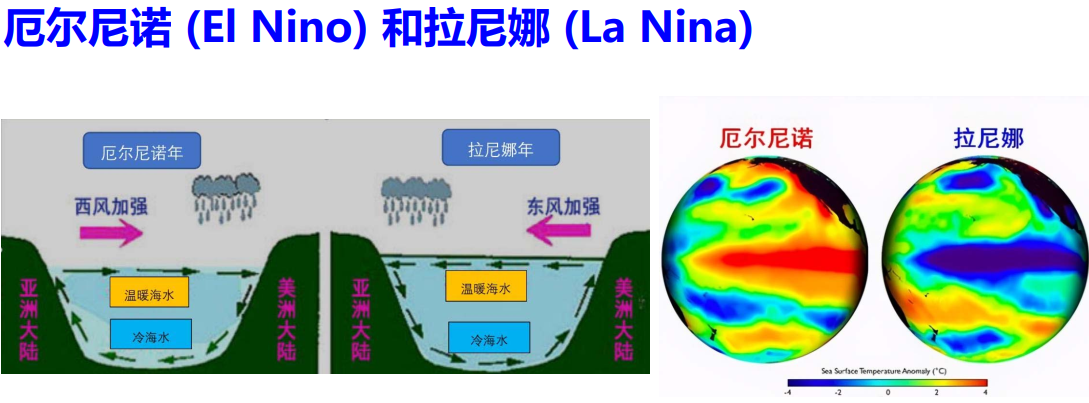 厄尔尼诺 (El Nino) 和拉尼娜 (La Nina)
厄尔尼诺年
西风加强
温暖海水
冷海水
亚洲大陆
美洲大陆
拉尼娜年
东风加强
温暖海水
冷海水
亚洲大陆
美洲大陆
厄尔尼诺
拉尼娜
Sea Surface Temperature Anomaly (°C)
-4 -2 0 2 4